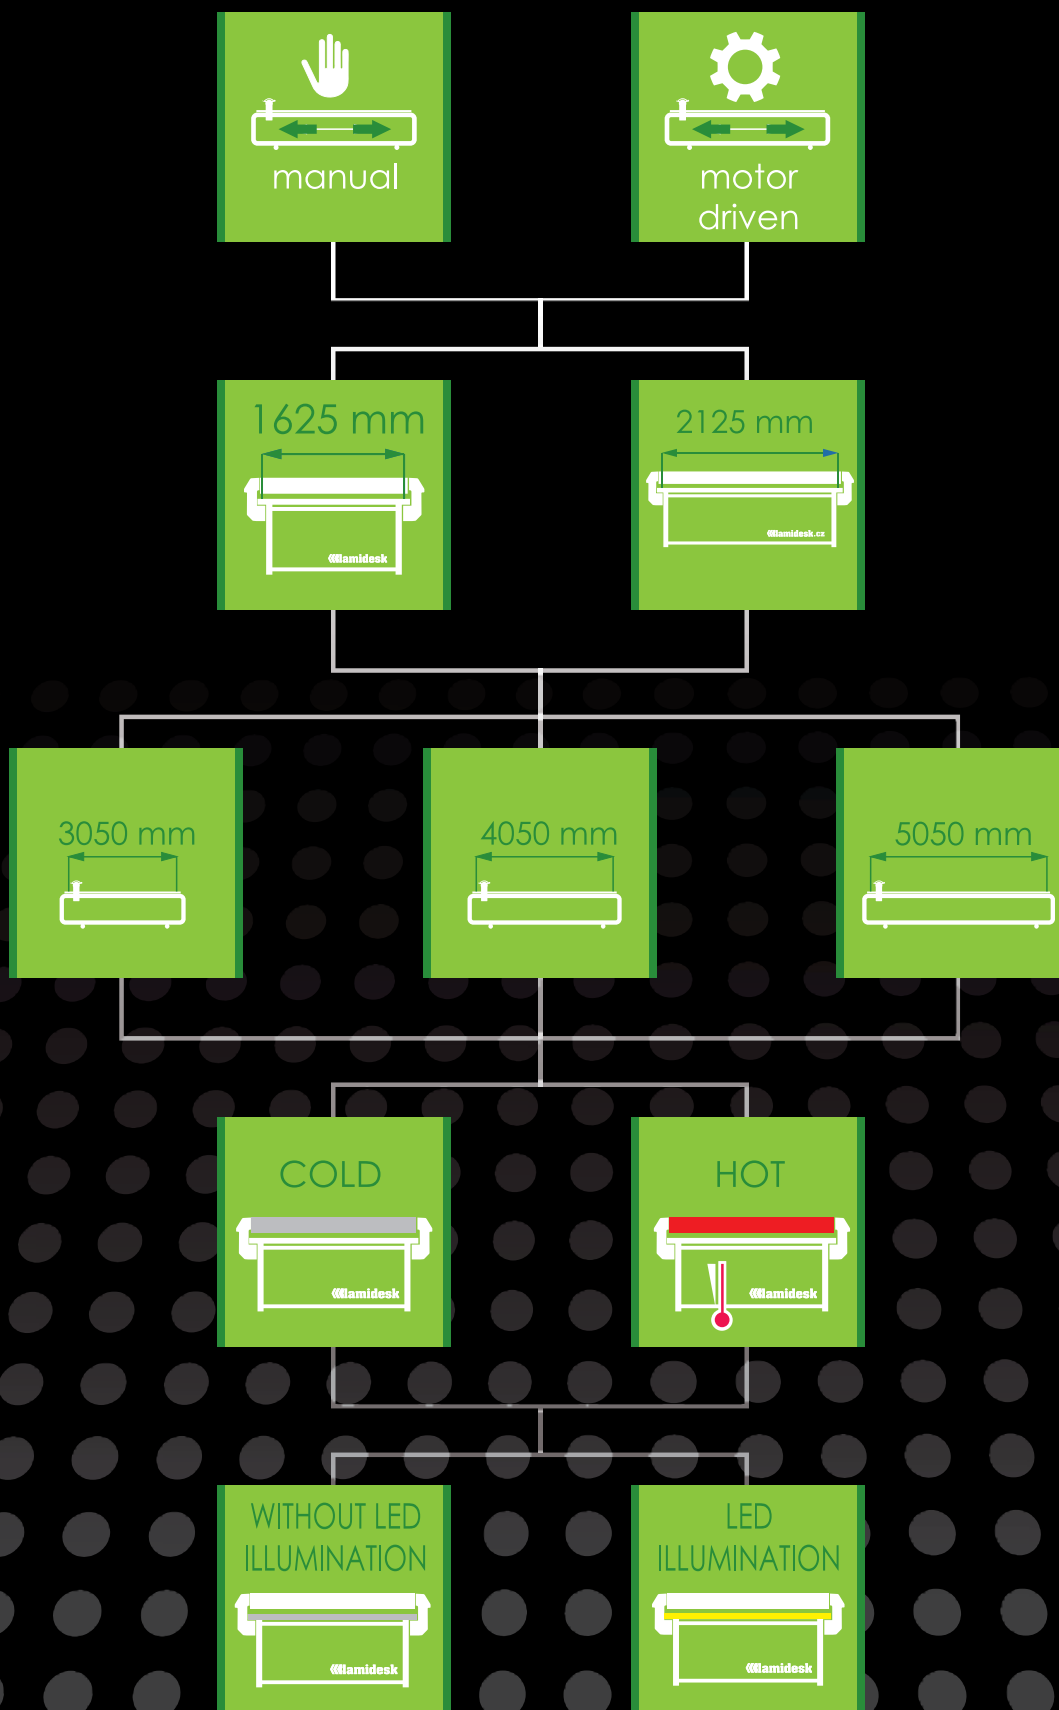 manual
motor
driven
1625 mm
2125 mm
lamidesk
lamidesk.cz
3050 mm
4050 mm
5050 mm
COLD
HOT
lamidesk
lamidesk
WITHOUT LED
ILLUMINATION
LED
ILLUMINATION
lamidesk
lamidesk